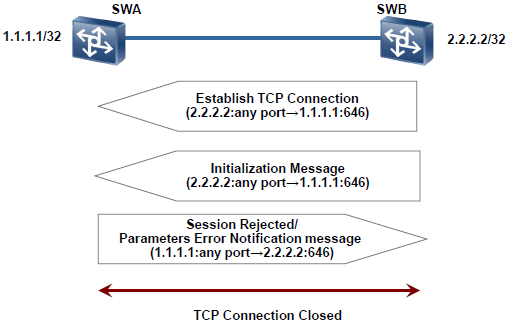 SWA
SWB
1.1.1.1/32
2.2.2.2/32
Establish TCP Connection
(2.2.2.2:any port→1.1.1.1:646)
Initialization Message
(2.2.2.2:any port→1.1.1.1:646)
Session Rejected/
Parameters Error Notification message
(1.1.1.1:any port→2.2.2.2:646)
TCP Connection Closed